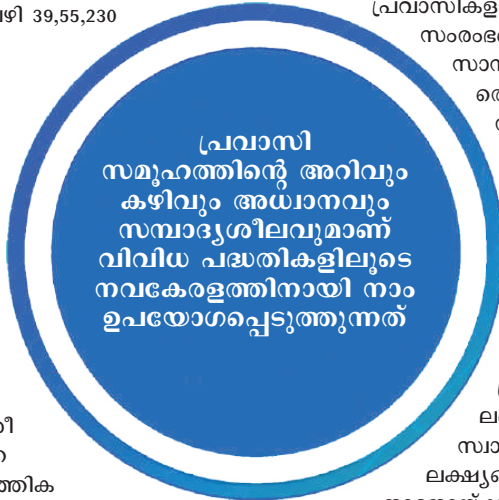 ഴി 39,55,230
പ്രവാസികള
സംരംഭ
സാ
പ്രവാസി
സമൂഹത്തിന്റെ അറിവും
കഴിവും അധ്വാനവും
സമ്പാദ്യശീലവുമാണ്
വിവിധ പദ്ധതികളിലൂടെ
നവകേരളത്തിനായി നാം
ഉപയോഗപ്പെടുത്തുന്നത്
ത്തിക
സ്വാ
ലക്ഷ്യ